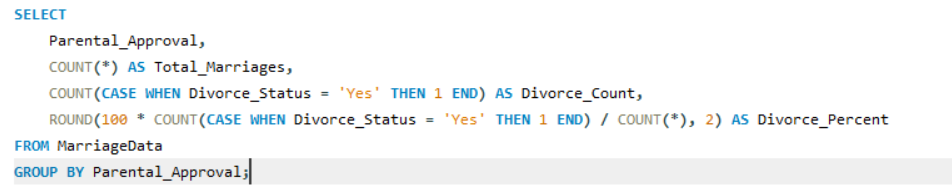 SELECT
    Parental_Approval,
    COUNT(*) AS Total_Marriages,
    COUNT(CASE WHEN Divorce_Status = 'Yes' THEN 1 END) AS Divorce_Count,
    ROUND(100 * COUNT(CASE WHEN Divorce_Status = 'Yes' THEN 1 END) / COUNT(*), 2) AS Divorce_Percent
FROM MarriageData
GROUP BY Parental_Approval;